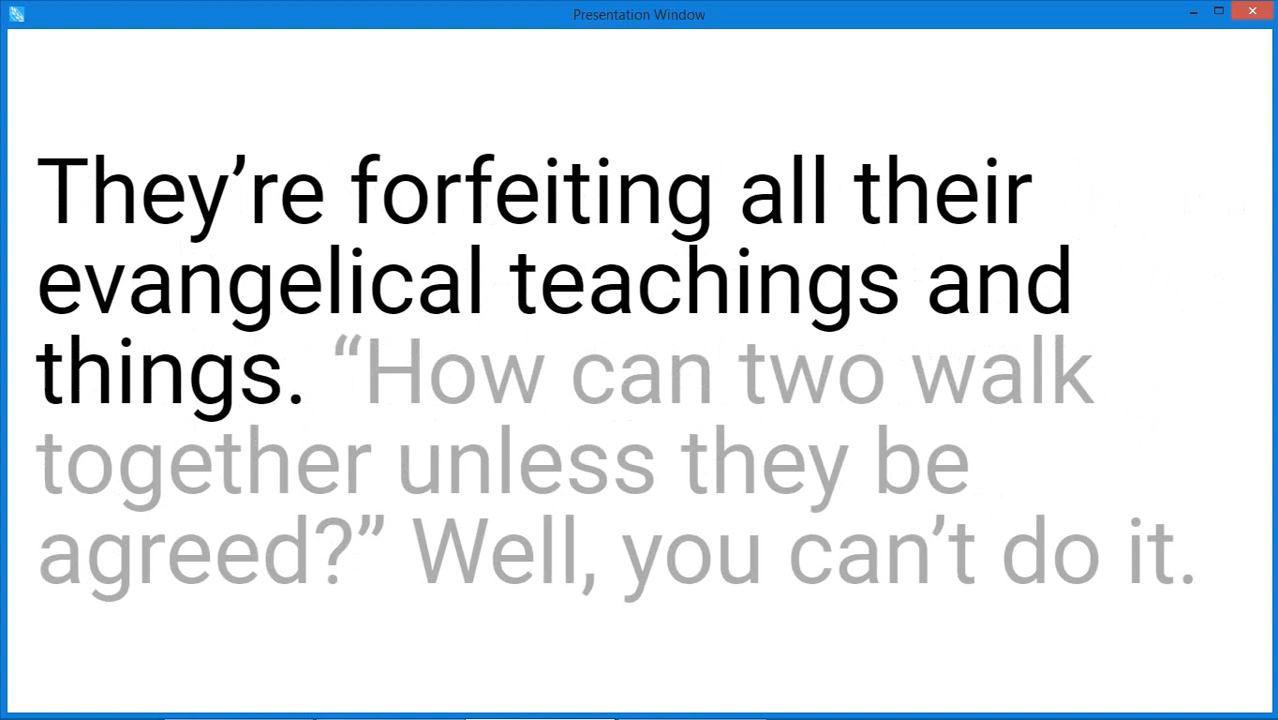 Presentation Window
They’re forfeiting all their
evangelical teachings and
things. “How can two walk
together unless they be
agreed?” Well, you can’t do it.